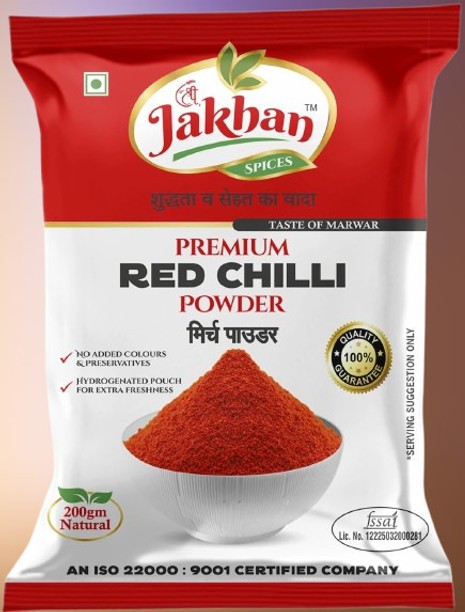 श्री
Jakhan
TM
SPICES
शुद्धता व सेहत का वादा
TASTE OF MARWAR
PREMIUM
RED CHILLI
POWDER
मिर्च पाउडर
NO ADDED COLOURS
& PRESERVATIVES
HYDROGENATED POUCH
FOR EXTRA FRESHNESS
QUALITY
100%
GUARANTEE
*SERVING SUGGESTION ONLY
200gm
Natural
fssai
Lic. No. 12225032000281
AN ISO 22000 : 9001 CERTIFIED COMPANY